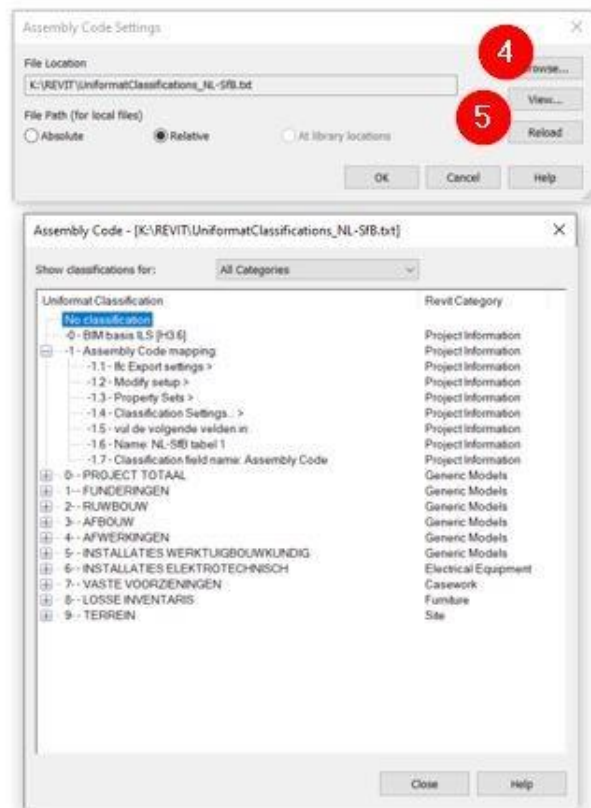 Assembly Code Settings
File Location
4
Browse...
K:\REVIT\UniformatClassifications_NL-SfB.txt
View...
File Path (for local files)
5
Absolute
Relative
At library locations
Reload
OK
Cancel
Help
Assembly Code - [K:\REVIT\UniformatClassifications_NL-SfB.txt]
Show classifications for: All Categories
Uniformat Classification Revit Category
No classification
-0 - BIM basis ILS [H3.6] Project Information
-1 - Assembly Code mapping: Project Information
-1.1 - Ifc Export settings > Project Information
-1.2 - Modify setup > Project Information
-1.3 - Property Sets > Project Information
-1.4 - Classification Settings... > Project Information
-1.5 - vul de volgende velden in Project Information
-1.6 - Name: NL-SfB tabel 1 Project Information
-1.7 - Classification field name: Assembly Code Project Information
0- - PROJECT TOTAAL Generic Models
1- - FUNDERINGEN Generic Models
2- - RUWBOUW Generic Models
3- - AFBOUW Generic Models
4- - AFWERKINGEN Generic Models
5- - INSTALLATIES WERKTUIGBOUWKUNDIG Generic Models
6- - INSTALLATIES ELEKTROTECHNISCH Electrical Equipment
7- - VASTE VOORZIENINGEN Casework
8- - LOSSE INVENTARIS Furniture
9- - TERREIN Site
Close
Help